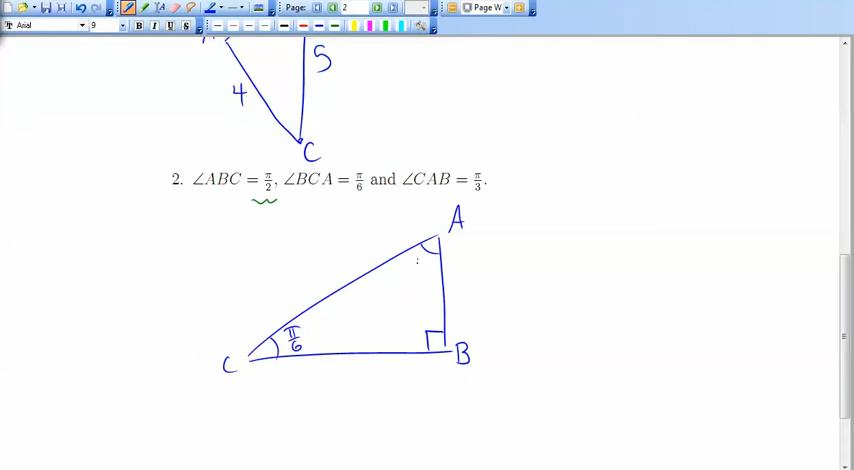 Page: 2 Page W
Arial 9 B I U S
5
4
C
2. ∠ABC = π/2, ∠BCA = π/6 and ∠CAB = π/3.
A
π/6
C
B